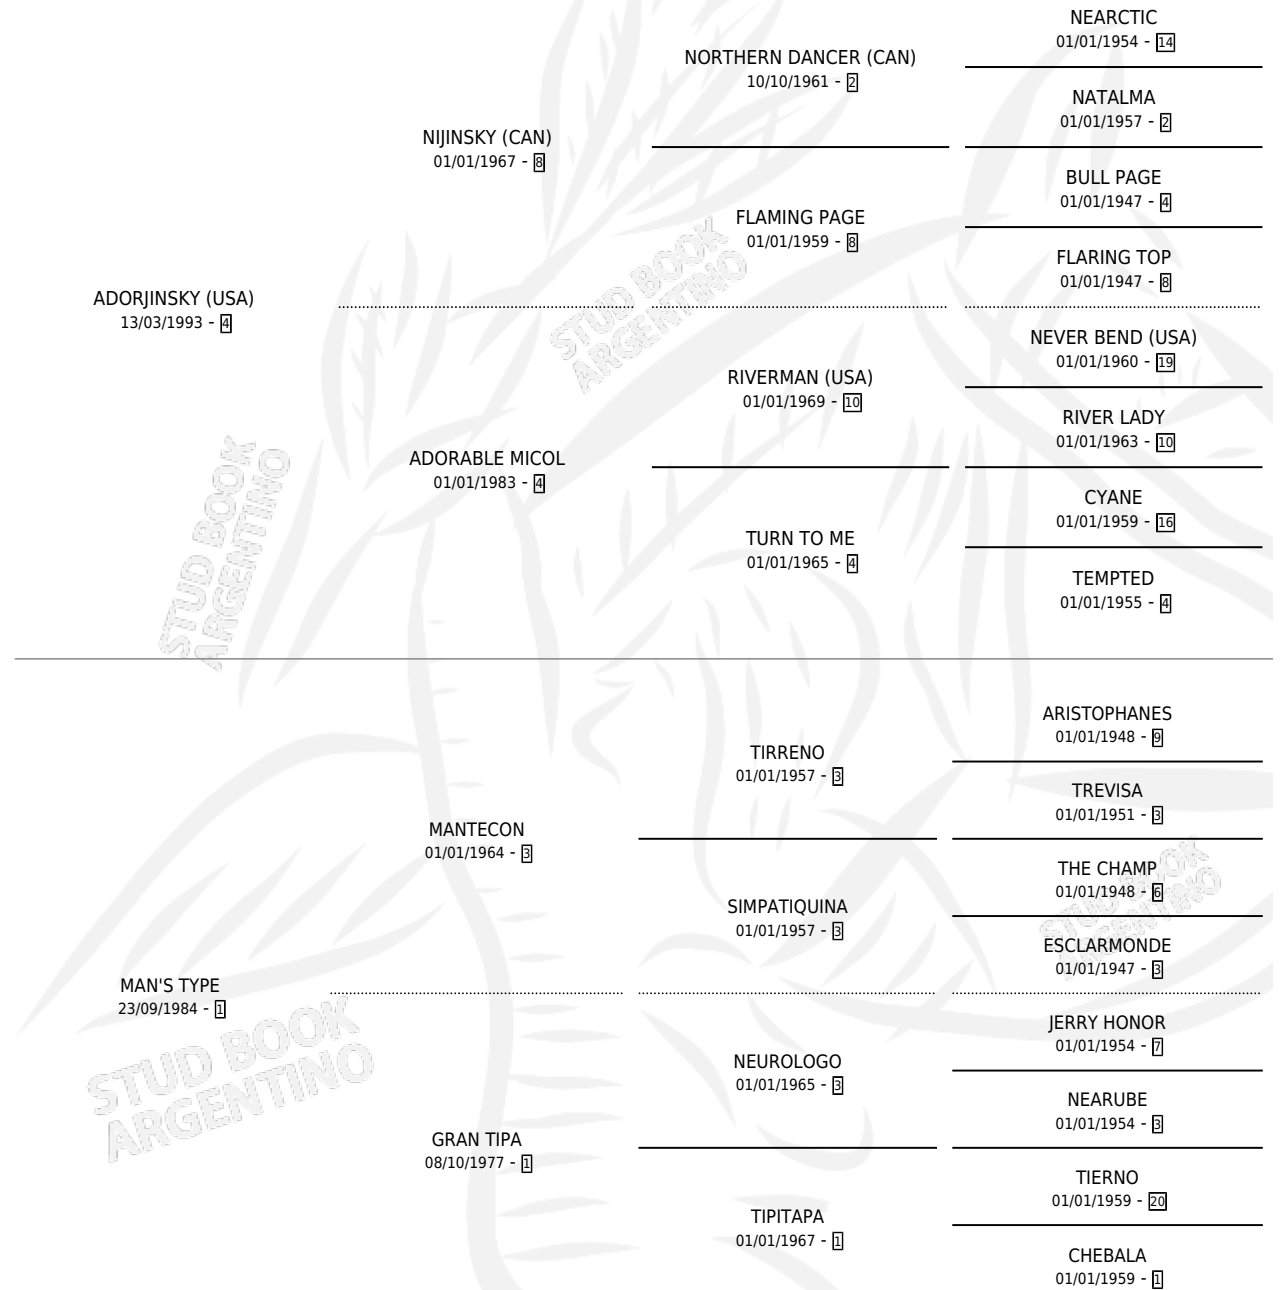 NEARCTIC
01/01/1954 - 14
NORTHERN DANCER (CAN)
10/10/1961 - 2
NATALMA
01/01/1957 - 2
NIJINSKY (CAN)
01/01/1967 - 8
BULL PAGE
01/01/1947 - 4
FLAMING PAGE
01/01/1959 - 8
FLARING TOP
01/01/1947 - 8
ADORJINSKY (USA)
13/03/1993 - 4
NEVER BEND (USA)
01/01/1960 - 19
RIVERMAN (USA)
01/01/1969 - 10
RIVER LADY
01/01/1963 - 10
ADORABLE MICOL
01/01/1983 - 4
CYANE
01/01/1959 - 16
TURN TO ME
01/01/1965 - 4
TEMPTED
01/01/1955 - 4
ARISTOPHANES
01/01/1948 - 9
TIRRENO
01/01/1957 - 3
TREVISA
01/01/1951 - 3
MANTECON
01/01/1964 - 3
THE CHAMP
01/01/1948 - 6
SIMPATIQUINA
01/01/1957 - 3
ESCLARMONDE
01/01/1947 - 3
MAN'S TYPE
23/09/1984 - 1
JERRY HONOR
01/01/1954 - 7
NEUROLOGO
01/01/1965 - 3
NEARUBE
01/01/1954 - 3
GRAN TIPA
08/10/1977 - 1
TIERNO
01/01/1959 - 20
TIPITAPA
01/01/1967 - 1
CHEBALA
01/01/1959 - 1
STUD BOOK
ARGENTINO
STUD BOOK
ARGENTINO
STUD BOOK
ARGENTINO
STUD BOOK
ARGENTINO